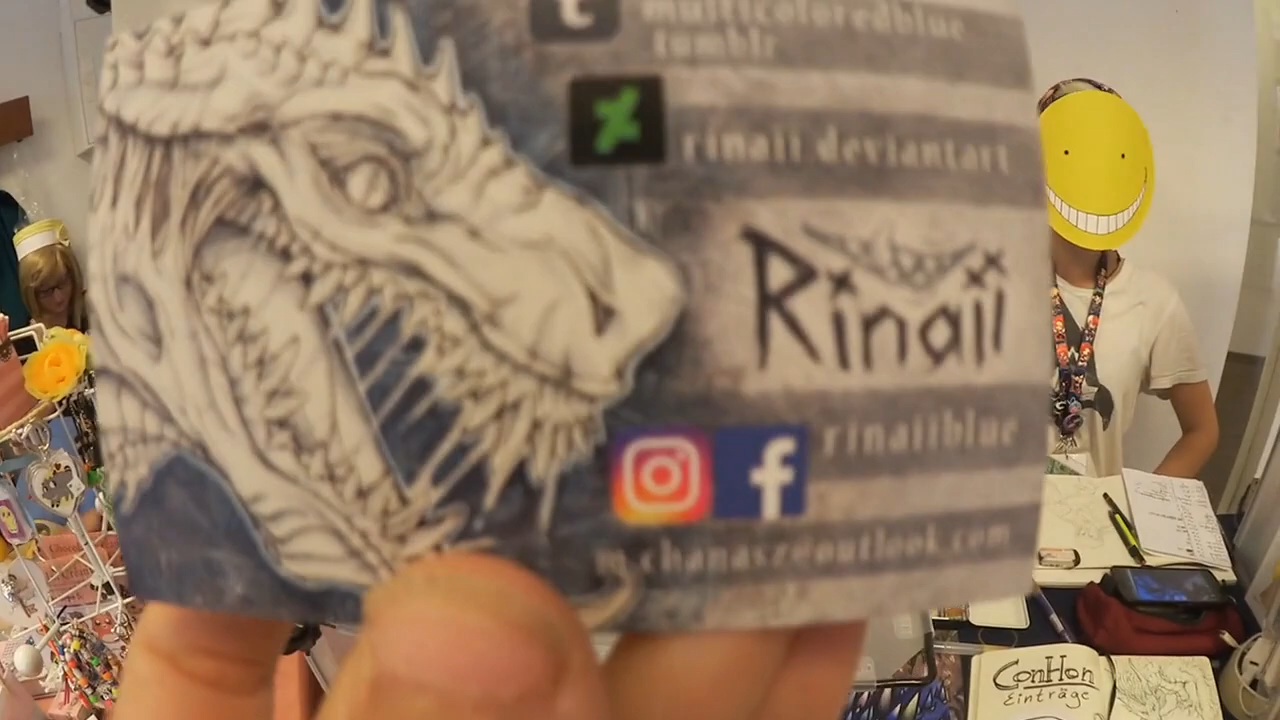 t
multicoloredblue
tumblr
rinaii deviantart
Rinaii
f
rinaiiblue
ConHon
Einträge